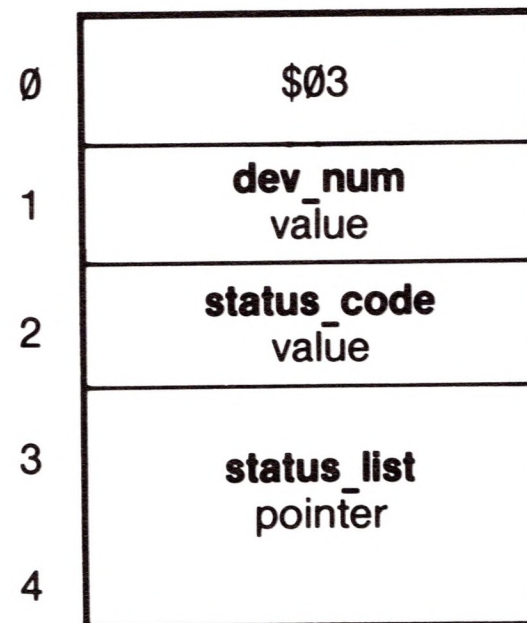 Ø $Ø3
1 dev_num
value
2 status_code
value
3 status_list
pointer
4